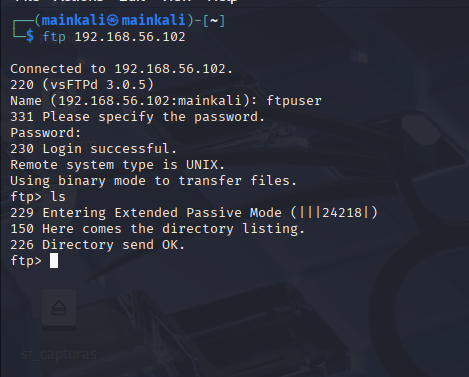 ┌──(mainkali㉿mainkali)-[~]
└─$ ftp 192.168.56.102
Connected to 192.168.56.102.
220 (vsFTPd 3.0.5)
Name (192.168.56.102:mainkali): ftpuser
331 Please specify the password.
Password:
230 Login successful.
Remote system type is UNIX.
Using binary mode to transfer files.
ftp> ls
229 Entering Extended Passive Mode (|||24218|)
150 Here comes the directory listing.
226 Directory send OK.
ftp>
sf_capturas